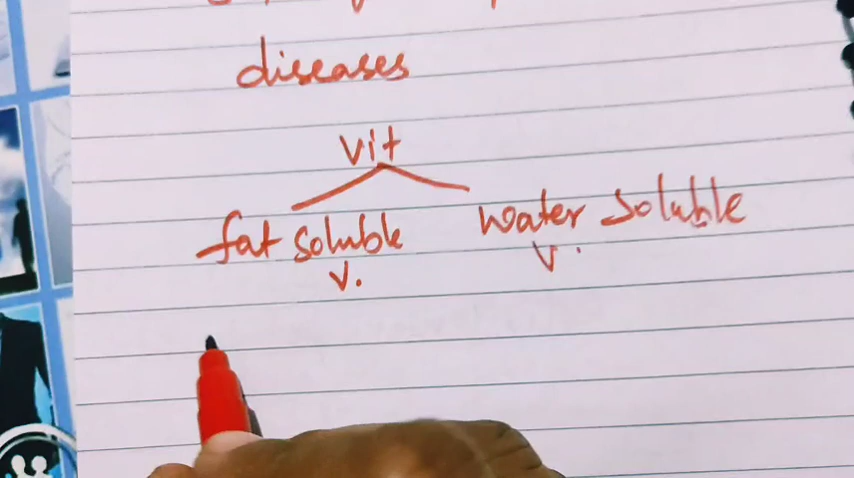 diseases
vit
fat soluble water soluble
v. v.